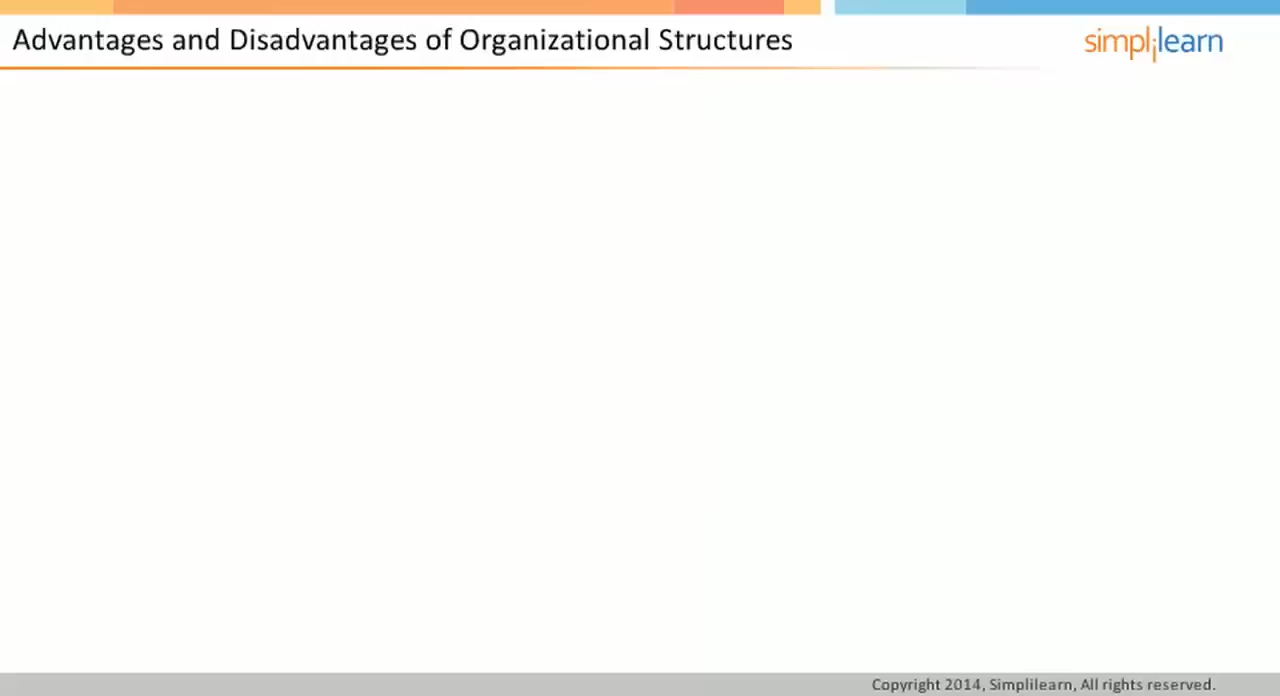 Advantages and Disadvantages of Organizational Structures
simplilearn
Copyright 2014, Simplilearn, All rights reserved.